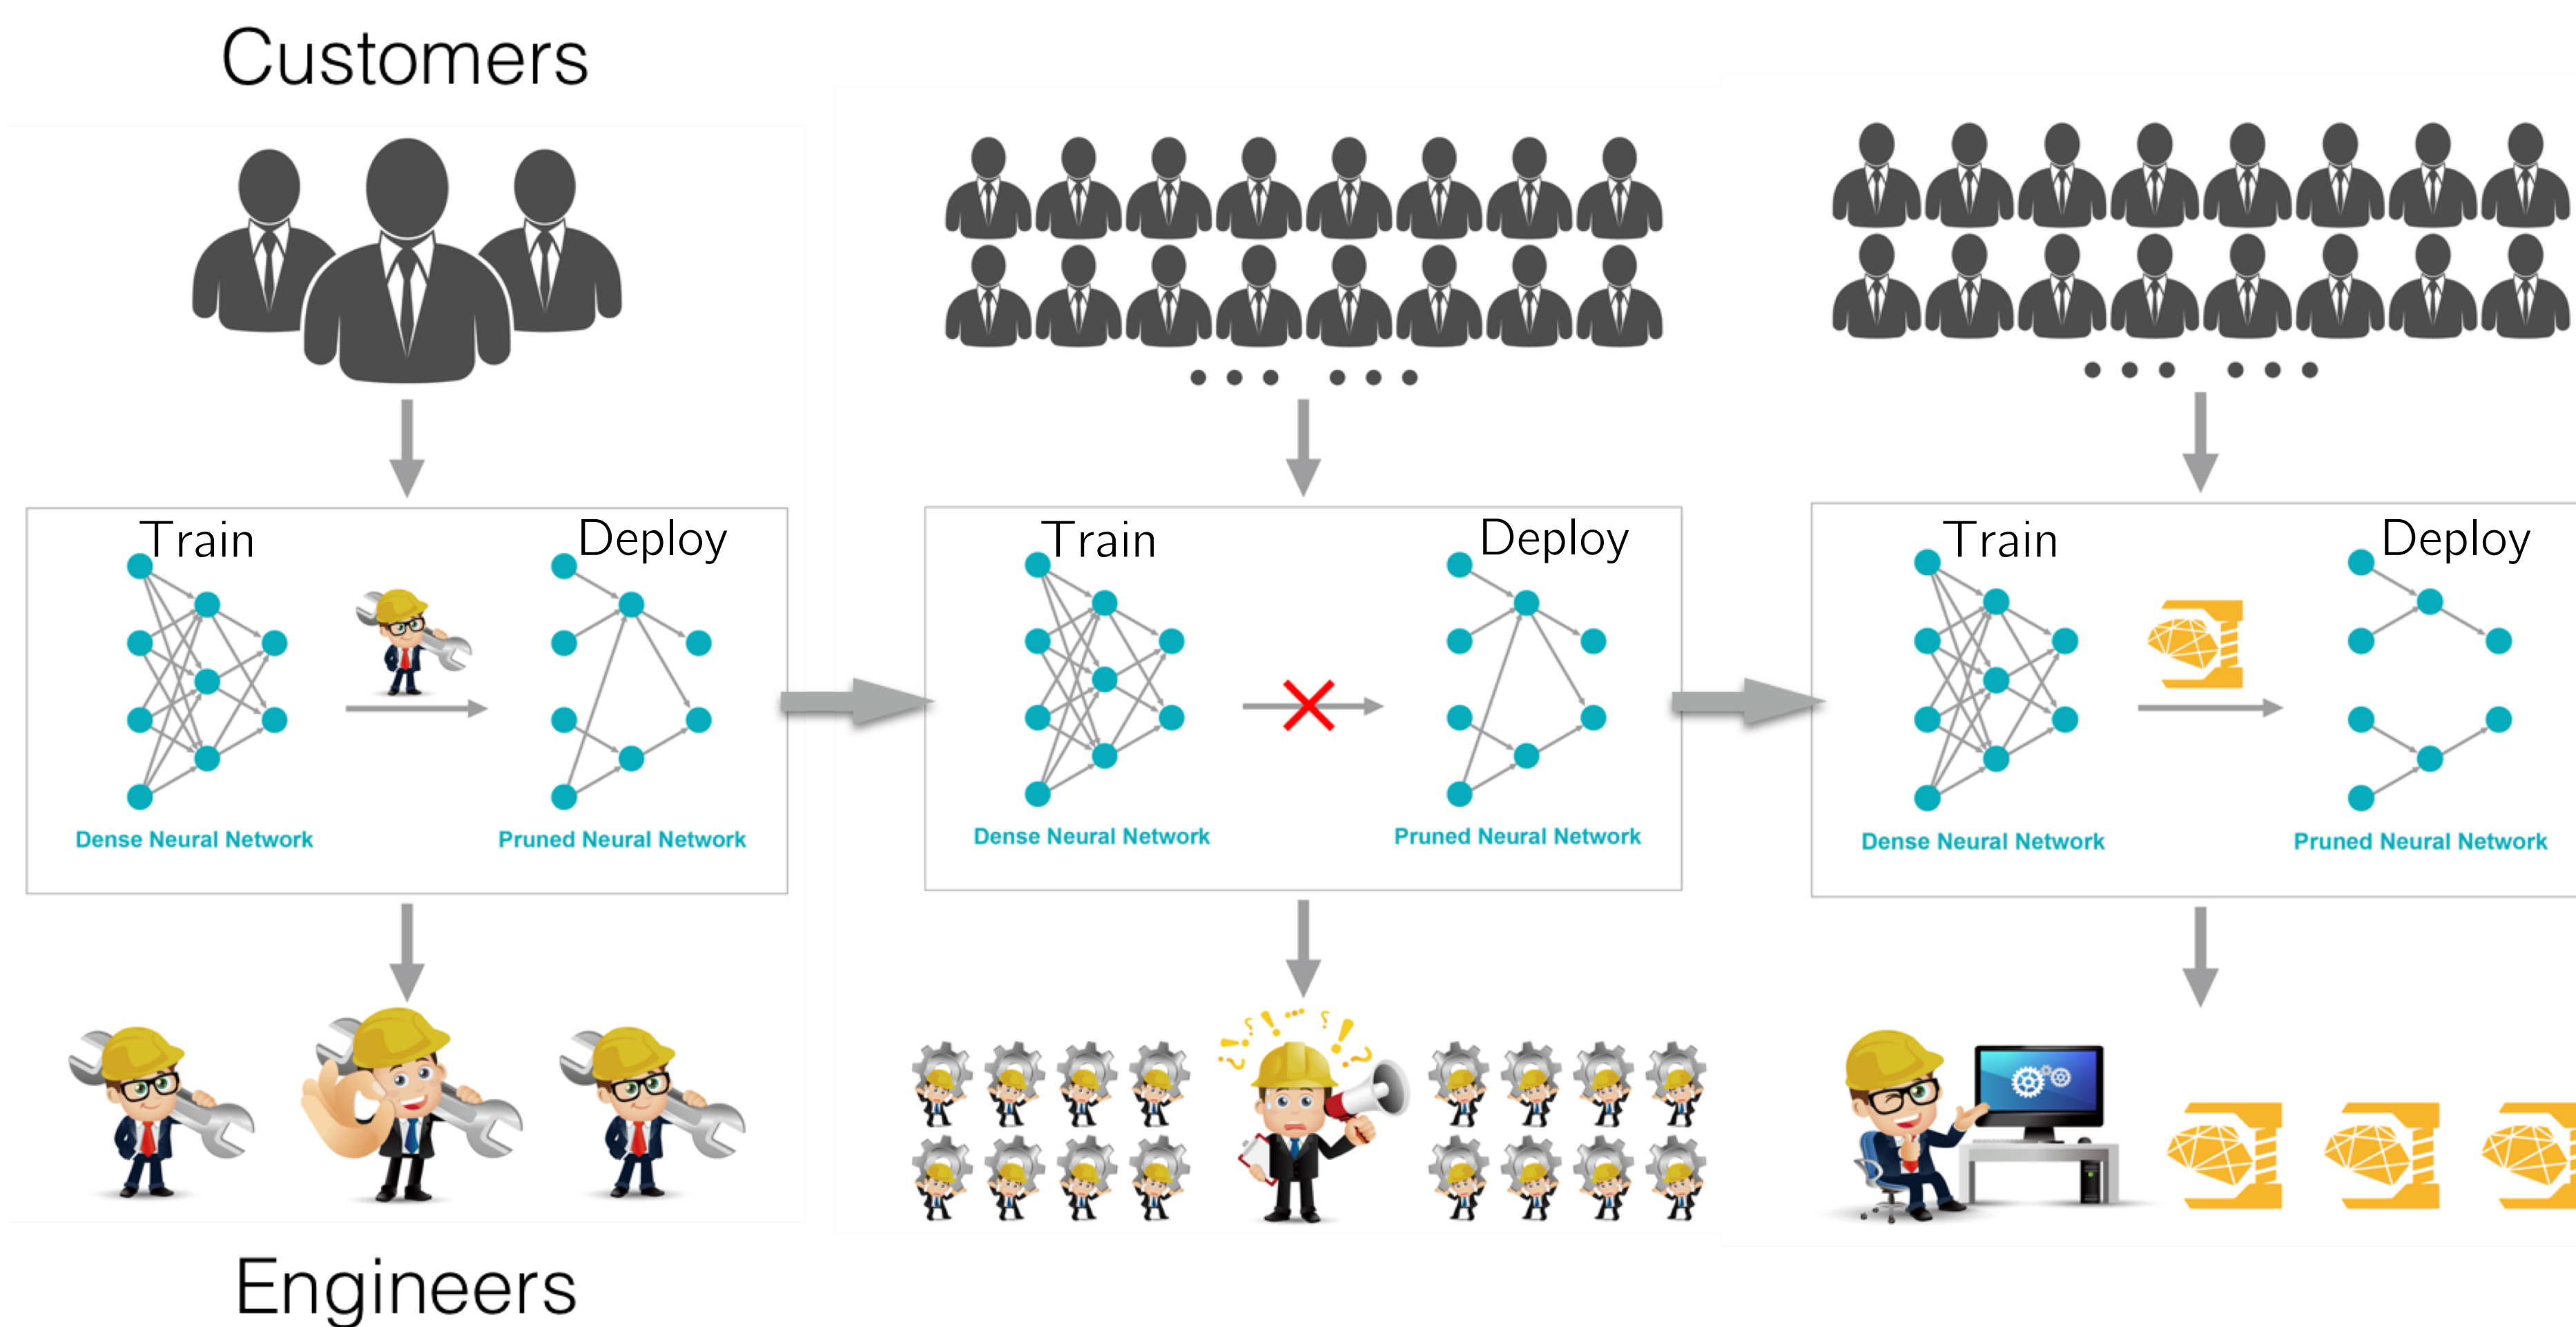 Customers
Train
Deploy
Dense Neural Network
Pruned Neural Network
Train
Deploy
Dense Neural Network
Pruned Neural Network
Train
Deploy
Dense Neural Network
Pruned Neural Network
Engineers